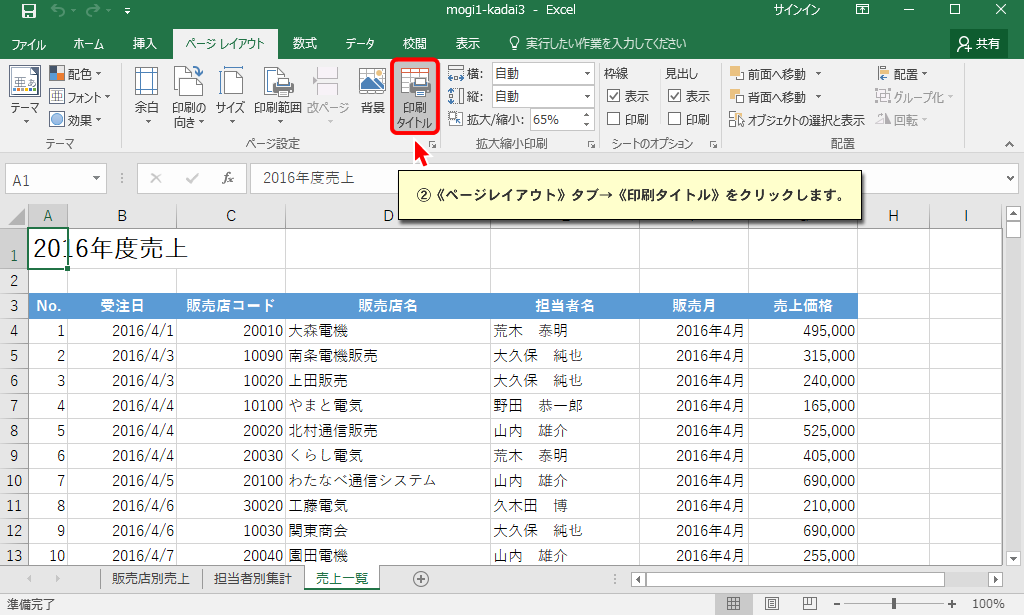 mogi1-kadai3 - Excel
サインイン
ファイル ホーム 挿入 ページ レイアウト 数式 データ 校閲 表示 実行したい作業を入力してください 共有
テーマ 配色 フォント 効果 余白 印刷の向き サイズ 印刷範囲 改ページ 背景 印刷タイトル 横: 自動 縦: 自動 拡大/縮小: 65% 枠線 表示 印刷 見出し 表示 印刷 前面へ移動 背面へ移動 オブジェクトの選択と表示 配置 グループ化 回転
テーマ ページ設定 拡大縮小印刷 シートのオプション 配置
A1 fx 2016年度売上
②《ページレイアウト》タブ→《印刷タイトル》をクリックします。
A B C D H I
1 2016年度売上
2
3 No. 受注日 販売店コード 販売店名 担当者名 販売月 売上価格
4 1 2016/4/1 20010 大森電機 荒木 泰明 2016年4月 495,000
5 2 2016/4/3 10090 南条電機販売 大久保 純也 2016年4月 315,000
6 3 2016/4/3 10020 上田販売 大久保 純也 2016年4月 240,000
7 4 2016/4/4 10100 やまと電気 野田 恭一郎 2016年4月 165,000
8 5 2016/4/4 20020 北村通信販売 山内 雄介 2016年4月 525,000
9 6 2016/4/4 20030 くらし電気 荒木 泰明 2016年4月 405,000
10 7 2016/4/5 20100 わたなべ通信システム 山内 雄介 2016年4月 690,000
11 8 2016/4/6 30020 工藤電気 久木田 博 2016年4月 210,000
12 9 2016/4/6 10030 関東商会 大久保 純也 2016年4月 690,000
13 10 2016/4/7 20040 園田電機 山内 雄介 2016年4月 255,000
販売店別売上 担当者別集計 売上一覧
準備完了 100%